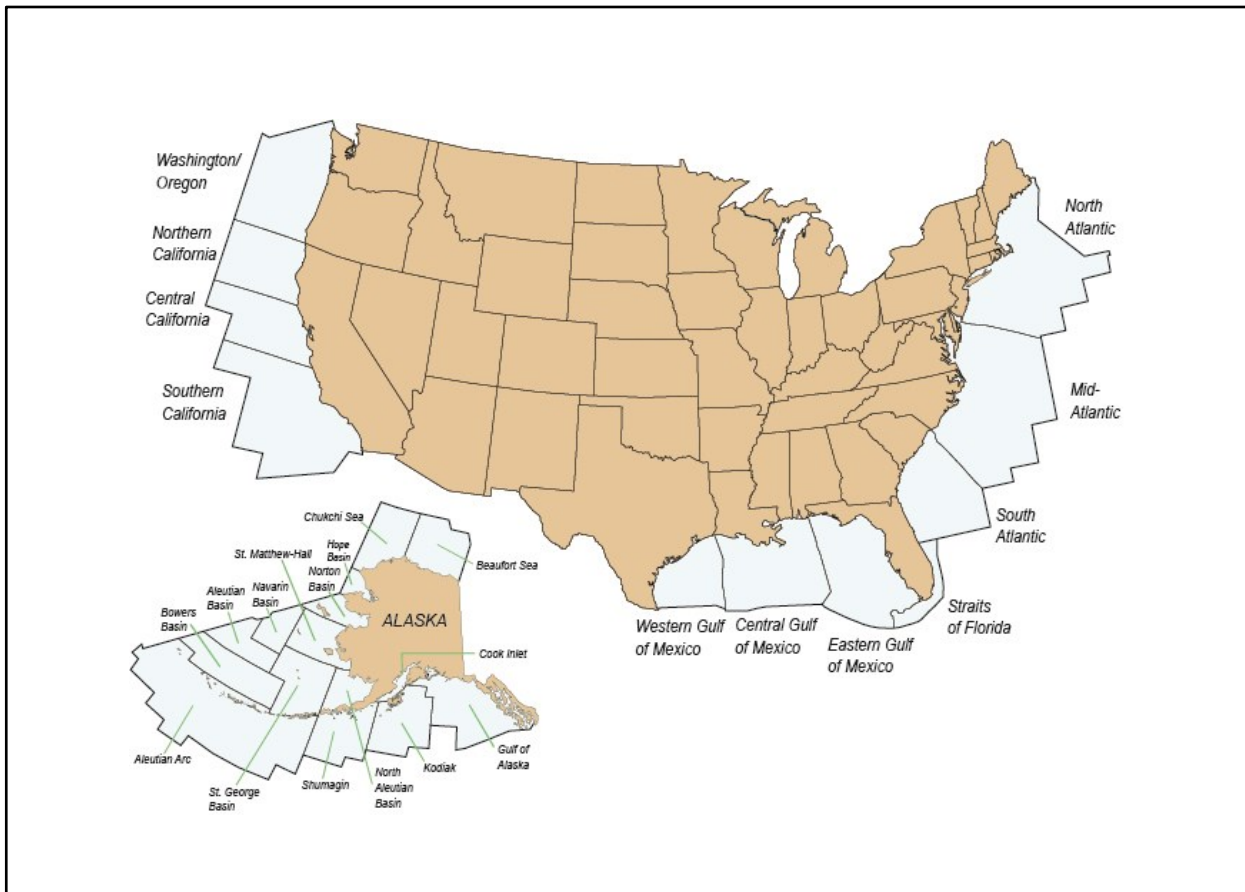 Washington/
Oregon
Northern
California
Central
California
Southern
California
North
Atlantic
Mid-
Atlantic
South
Atlantic
Straits
of Florida
Western Gulf
of Mexico
Central Gulf
of Mexico
Eastern Gulf
of Mexico
Chukchi Sea
Beaufort Sea
St. Matthew-Hall
Hope
Basin
Norton
Basin
Navarin
Basin
Aleutian
Basin
Bowers
Basin
ALASKA
Cook Inlet
Aleutian Arc
St. George
Basin
Shumagin
North
Aleutian
Basin
Kodiak
Gulf of
Alaska